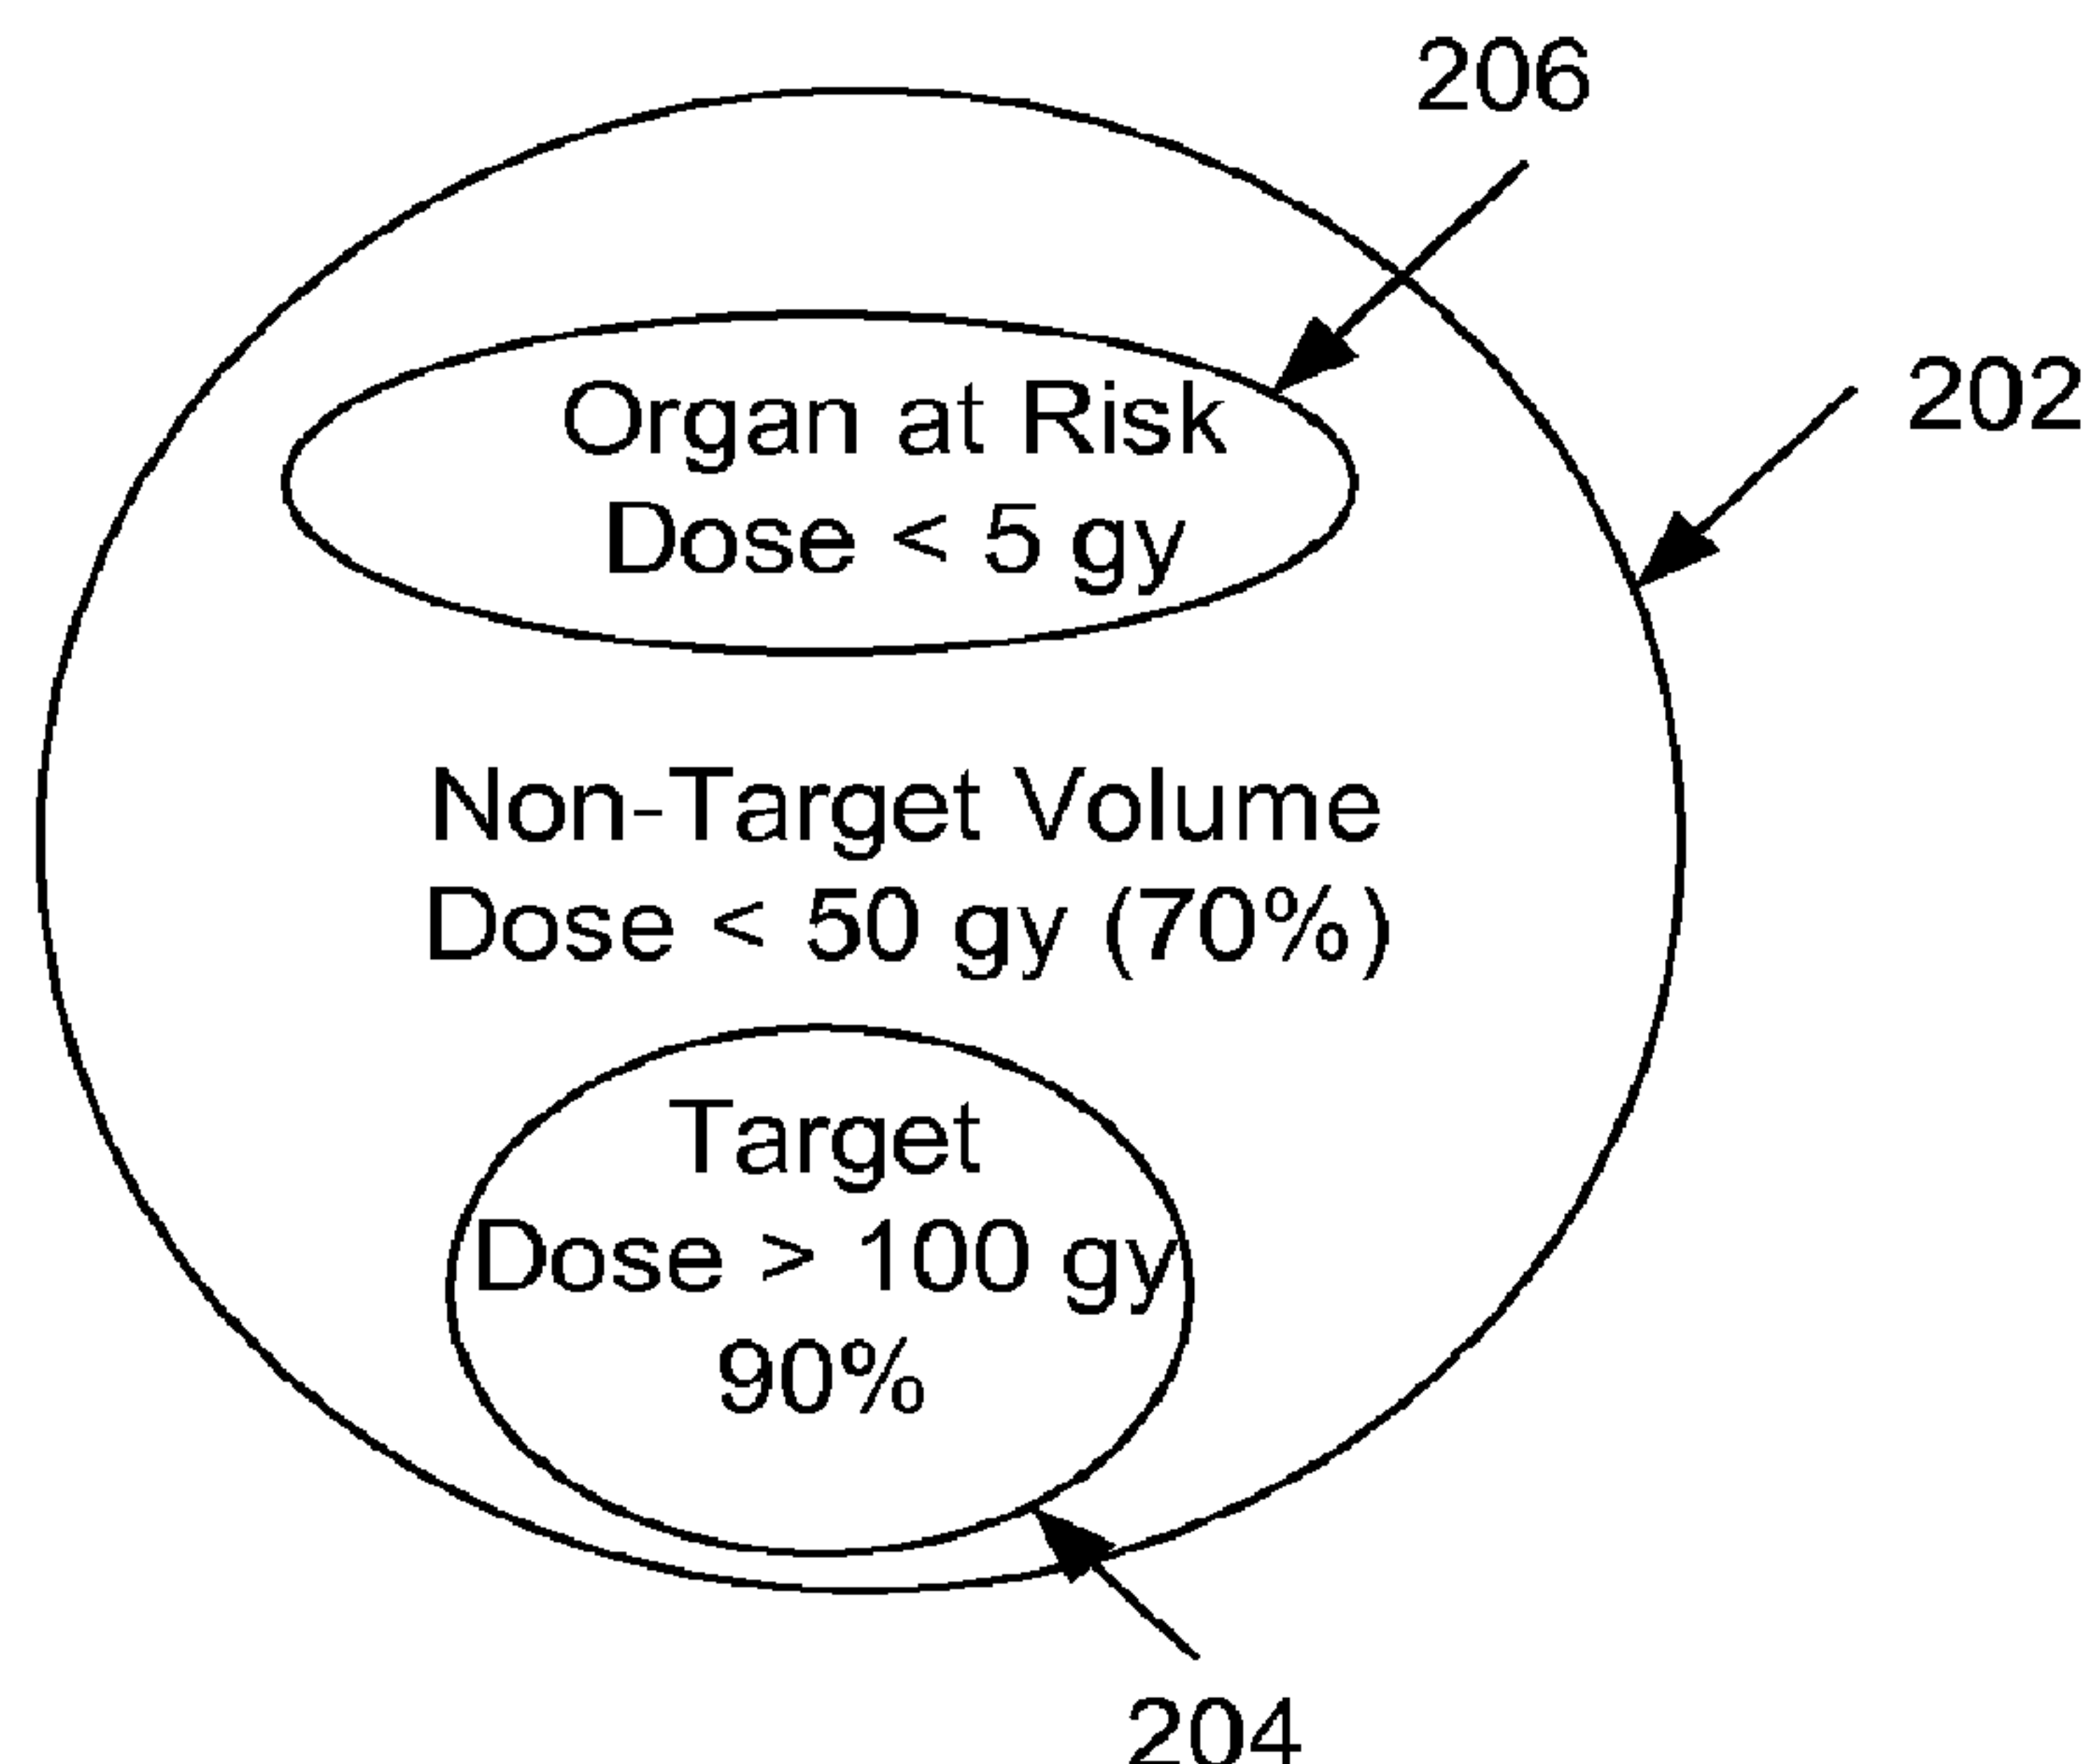 206
202
Organ at Risk
Dose < 5 gy
Non-Target Volume
Dose < 50 gy (70%)
Target
Dose > 100 gy
90%
204